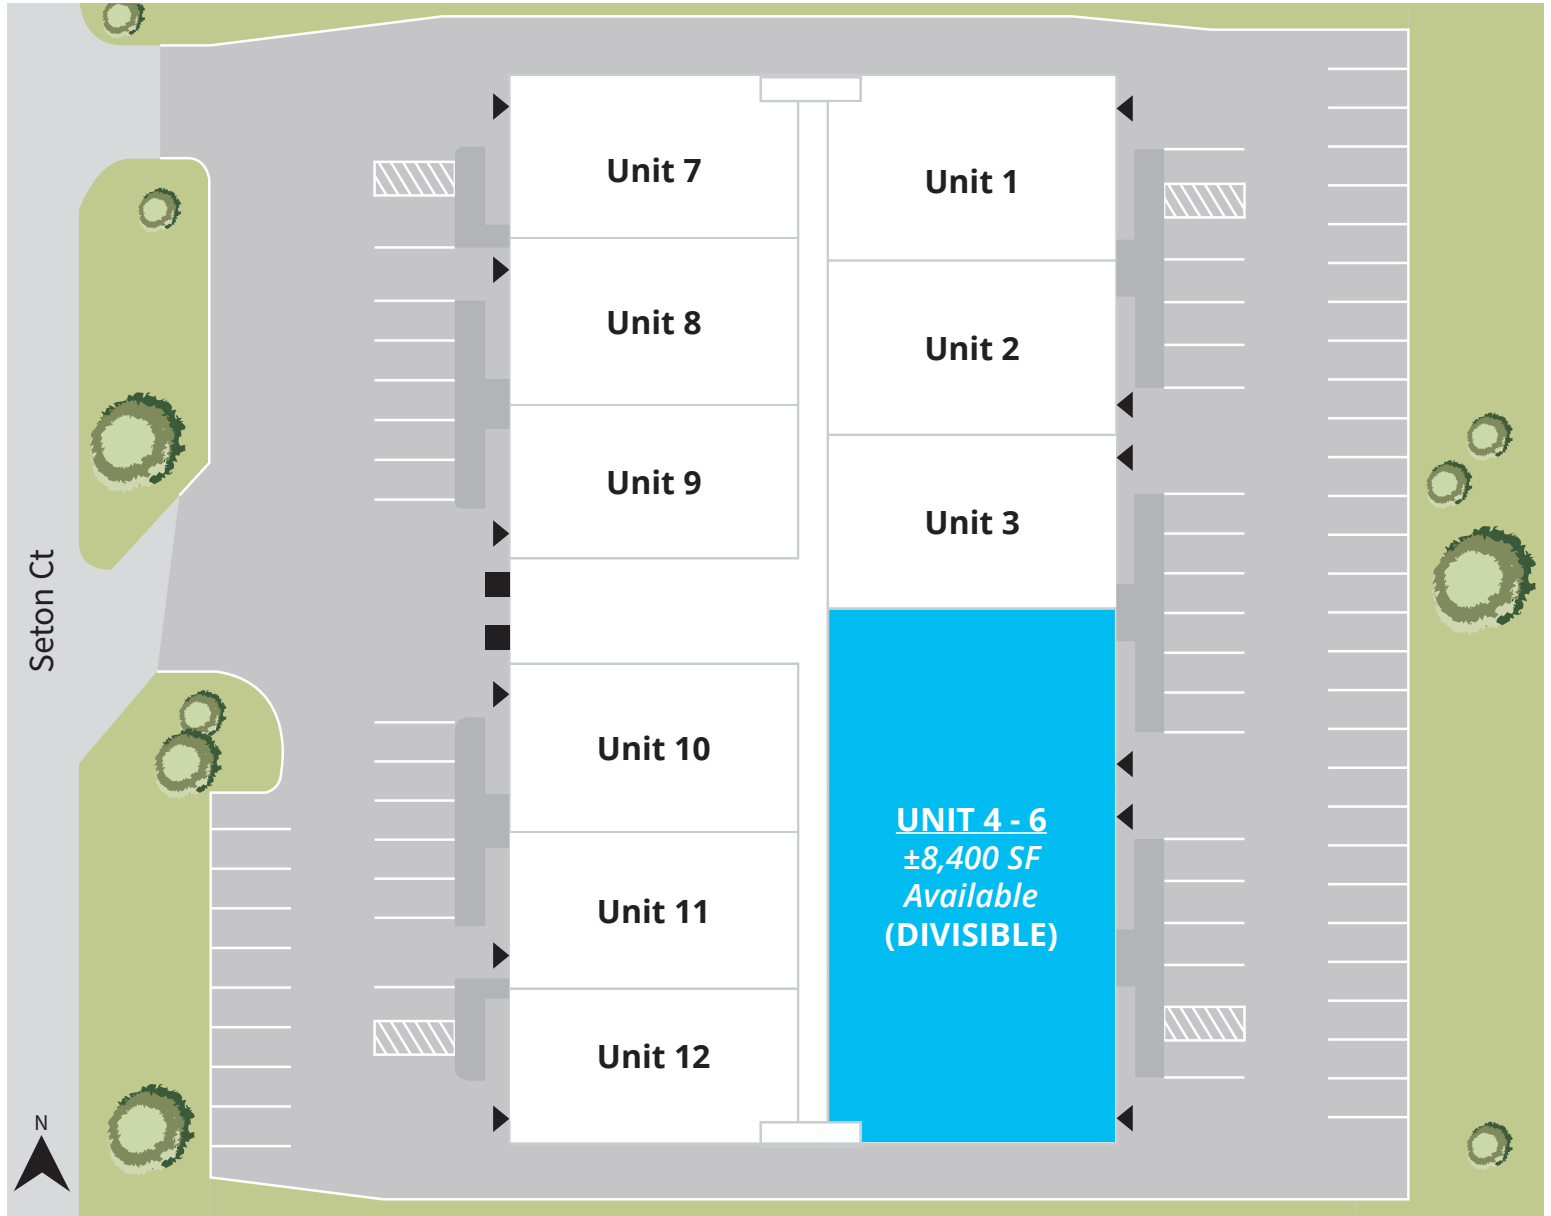 Unit 7
Unit 1
Unit 8
Unit 2
Unit 9
Unit 3
Seton Ct
Unit 10
UNIT 4 - 6
±8,400 SF
Available
(DIVISIBLE)
Unit 11
Unit 12
N